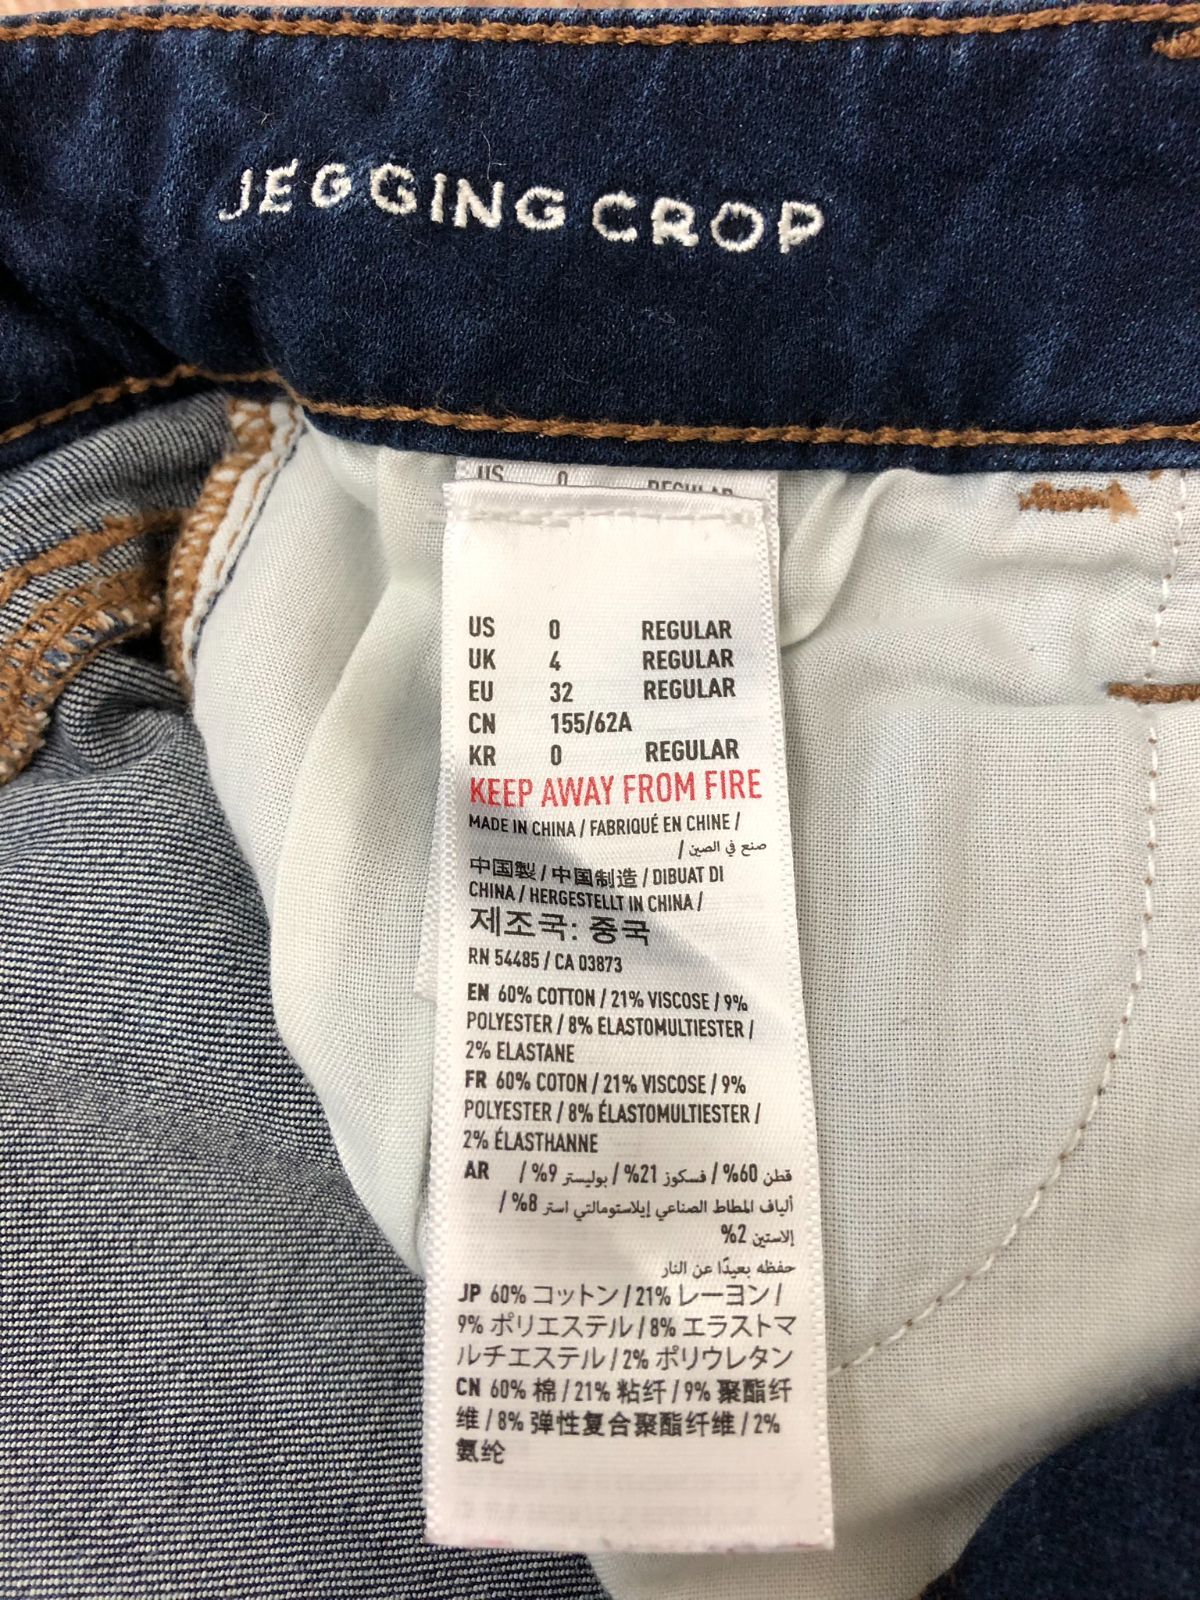 JEGGING CROP
US 0 REGULAR
US 0 REGULAR
UK 4 REGULAR
EU 32 REGULAR
CN 155/62A
KR 0 REGULAR
KEEP AWAY FROM FIRE
MADE IN CHINA / FABRIQUÉ EN CHINE /
صنع في الصين /
中国製 / 中国制造 / DIBUAT DI
CHINA / HERGESTELLT IN CHINA /
제조국: 중국
RN 54485 / CA 03873
EN 60% COTTON / 21% VISCOSE / 9%
POLYESTER / 8% ELASTOMULTIESTER /
2% ELASTANE
FR 60% COTON / 21% VISCOSE / 9%
POLYESTER / 8% ÉLASTOMULTIESTER /
2% ÉLASTHANNE
AR قطن 60% / فسكوز 21% / بوليستر 9% /
ألياف المطاط الصناعي إيلاستومالتي استر 8% /
إلاستين 2%
حفظه بعيدًا عن النار
JP 60% コットン / 21% レーヨン /
9% ポリエステル / 8% エラストマ
ルチエステル / 2% ポリウレタン
CN 60% 棉 / 21% 粘纤 / 9% 聚酯纤
维 / 8% 弹性复合聚酯纤维 / 2%
氨纶